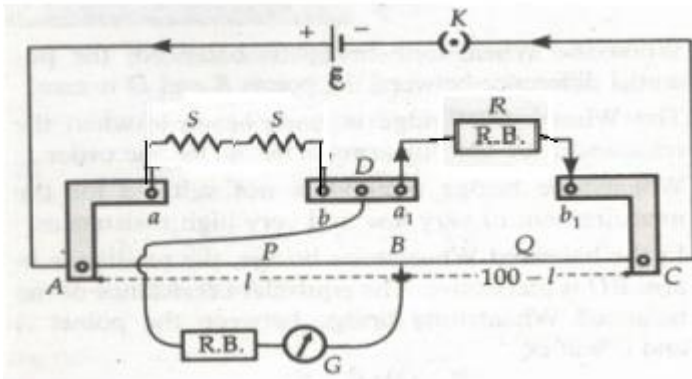 + − K
ε
R
S S R.B.
D
a b a₁ b₁
P B Q
A l 100 – l C
R.B. G